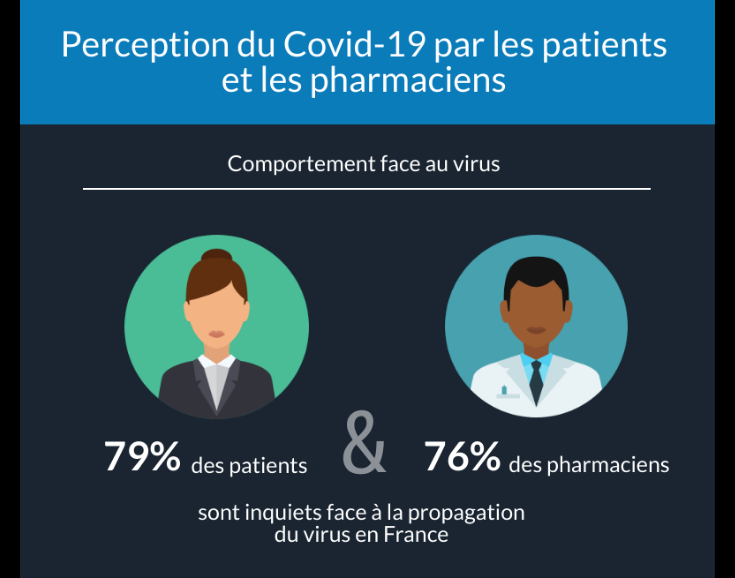 Perception du Covid-19 par les patients
et les pharmaciens
Comportement face au virus
79% des patients & 76% des pharmaciens
sont inquiets face à la propagation
du virus en France